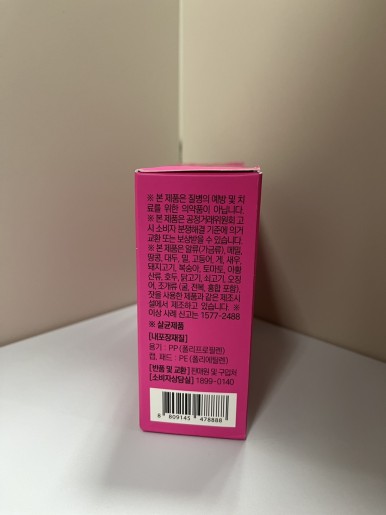 ※ 본 제품은 질병의 예방 및 치
료를 위한 의약품이 아닙니다.
※ 본 제품은 공정거래위원회 고
시 소비자 분쟁해결 기준에 의거
교환 또는 보상받을 수 있습니다.
※ 본 제품은 알류(가금류), 메밀,
땅콩, 대두, 밀, 고등어, 게, 새우,
돼지고기, 복숭아, 토마토, 아황
산류, 호두, 닭고기, 쇠고기, 오징
어, 조개류 (굴, 전복, 홍합 포함),
잣을 사용한 제품과 같은 제조시
설에서 제조하고 있습니다. ※
이상 사례 신고는 1577-2488
※ 살균제품
[내포장재질]
용기 : PP (폴리프로필렌)
캡, 패드 : PE (폴리에틸렌)
[반품 및 교환] 판매원 및 구입처
[소비자상담실] 1899-0140
8 809145 478888